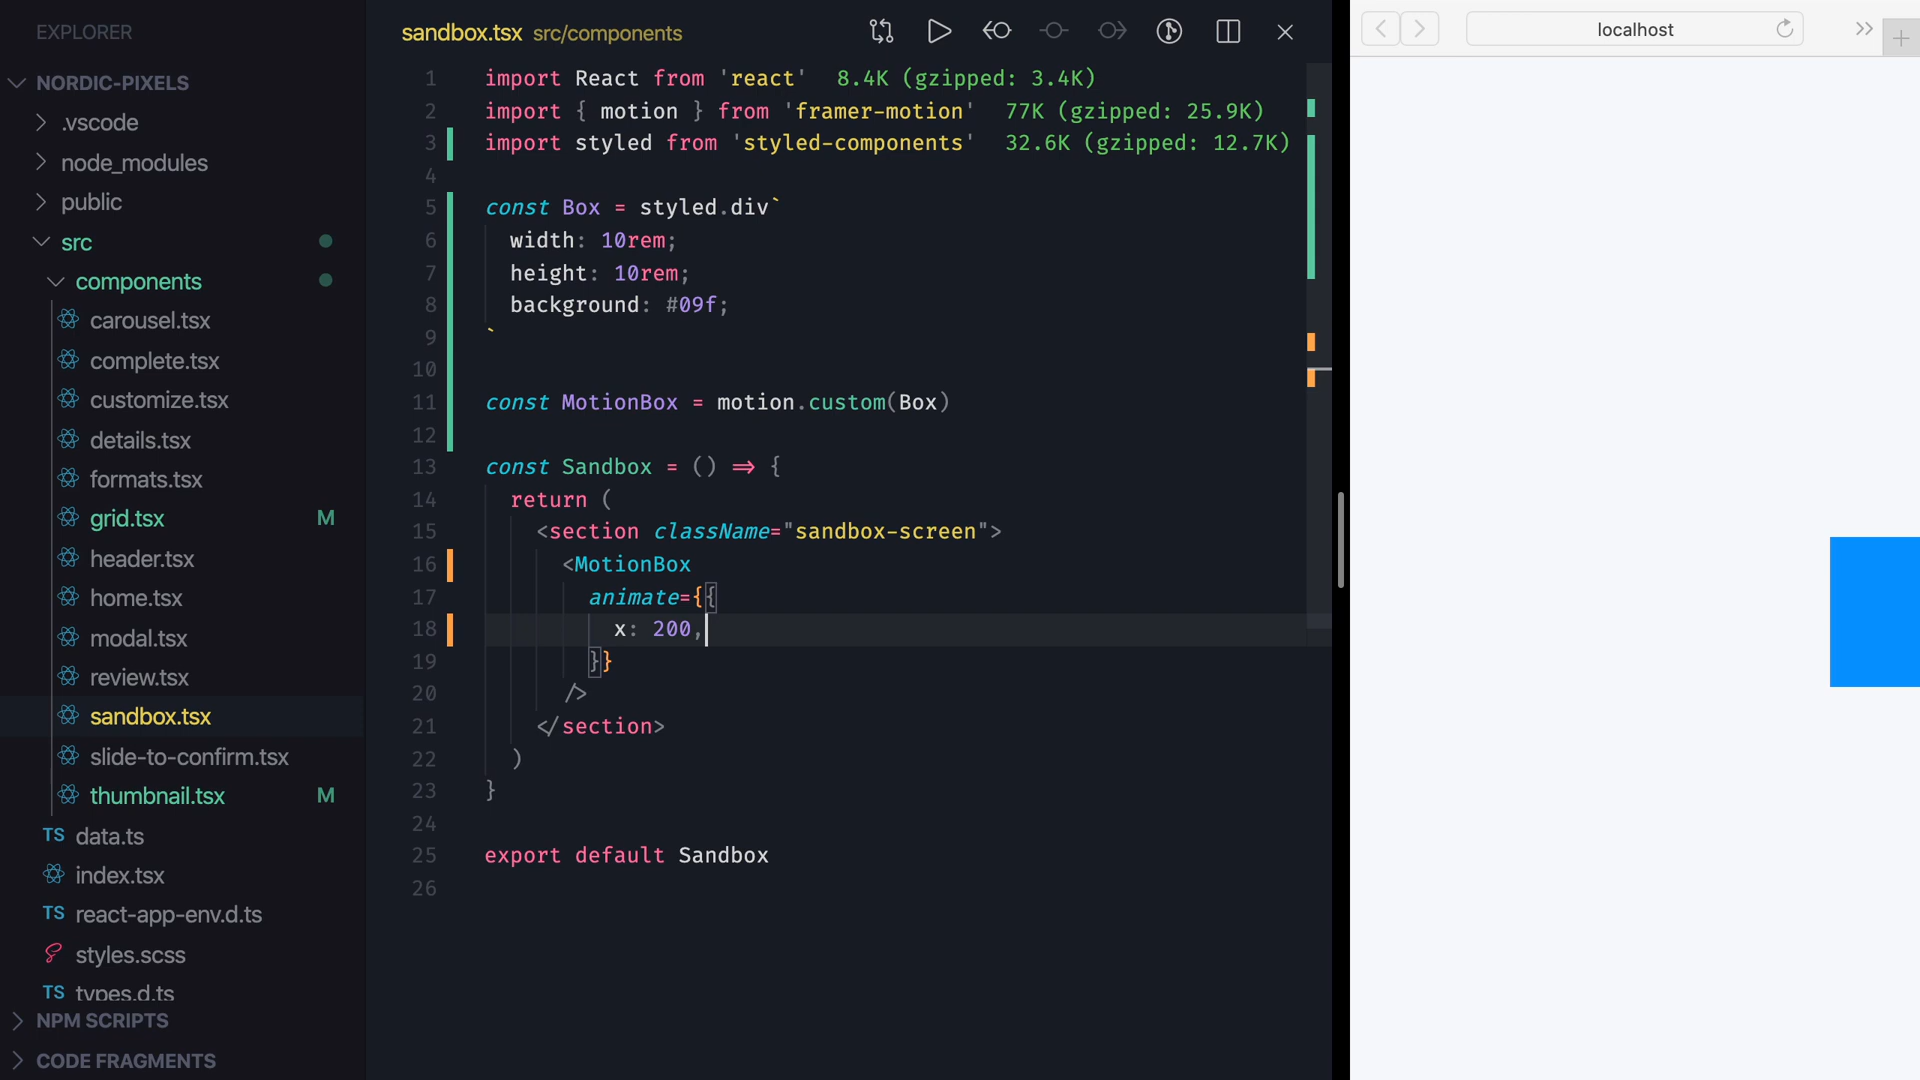 EXPLORER
NORDIC-PIXELS
.vscode
node_modules
public
src
components
carousel.tsx
complete.tsx
customize.tsx
details.tsx
formats.tsx
grid.tsx M
header.tsx
home.tsx
modal.tsx
review.tsx
sandbox.tsx
slide-to-confirm.tsx
thumbnail.tsx M
TS data.ts
index.tsx
TS react-app-env.d.ts
styles.scss
TS types.d.ts
NPM SCRIPTS
CODE FRAGMENTS
sandbox.tsx src/components
1 import React from 'react' 8.4K (gzipped: 3.4K)
2 import { motion } from 'framer-motion' 77K (gzipped: 25.9K)
3 import styled from 'styled-components' 32.6K (gzipped: 12.7K)
4
5 const Box = styled.div`
6 width: 10rem;
7 height: 10rem;
8 background: #09f;
9 `
10
11 const MotionBox = motion.custom(Box)
12
13 const Sandbox = () => {
14 return (
15 <section className="sandbox-screen">
16 <MotionBox
17 animate={{
18 x: 200,
19 }}
20 />
21 </section>
22 )
23 }
24
25 export default Sandbox
26
localhost